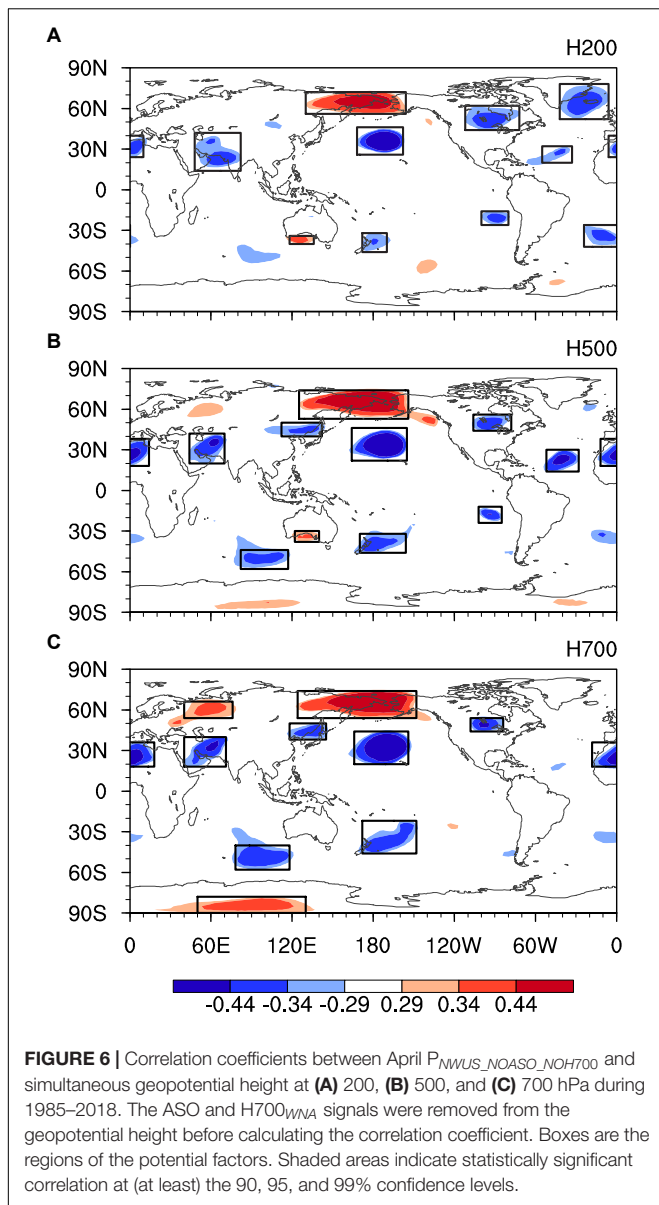 A
H200
90N
60N
30N
0
30S
60S
90S
B
H500
90N
60N
30N
0
30S
60S
90S
C
H700
90N
60N
30N
0
30S
60S
90S
0 60E 120E 180 120W 60W 0
-0.44 -0.34 -0.29 0.29 0.34 0.44
FIGURE 6 | Correlation coefficients between April P_NWUS_NOASO_NOH700 and
simultaneous geopotential height at (A) 200, (B) 500, and (C) 700 hPa during
1985–2018. The ASO and H700_WNA signals were removed from the
geopotential height before calculating the correlation coefficient. Boxes are the
regions of the potential factors. Shaded areas indicate statistically significant
correlation at (at least) the 90, 95, and 99% confidence levels.